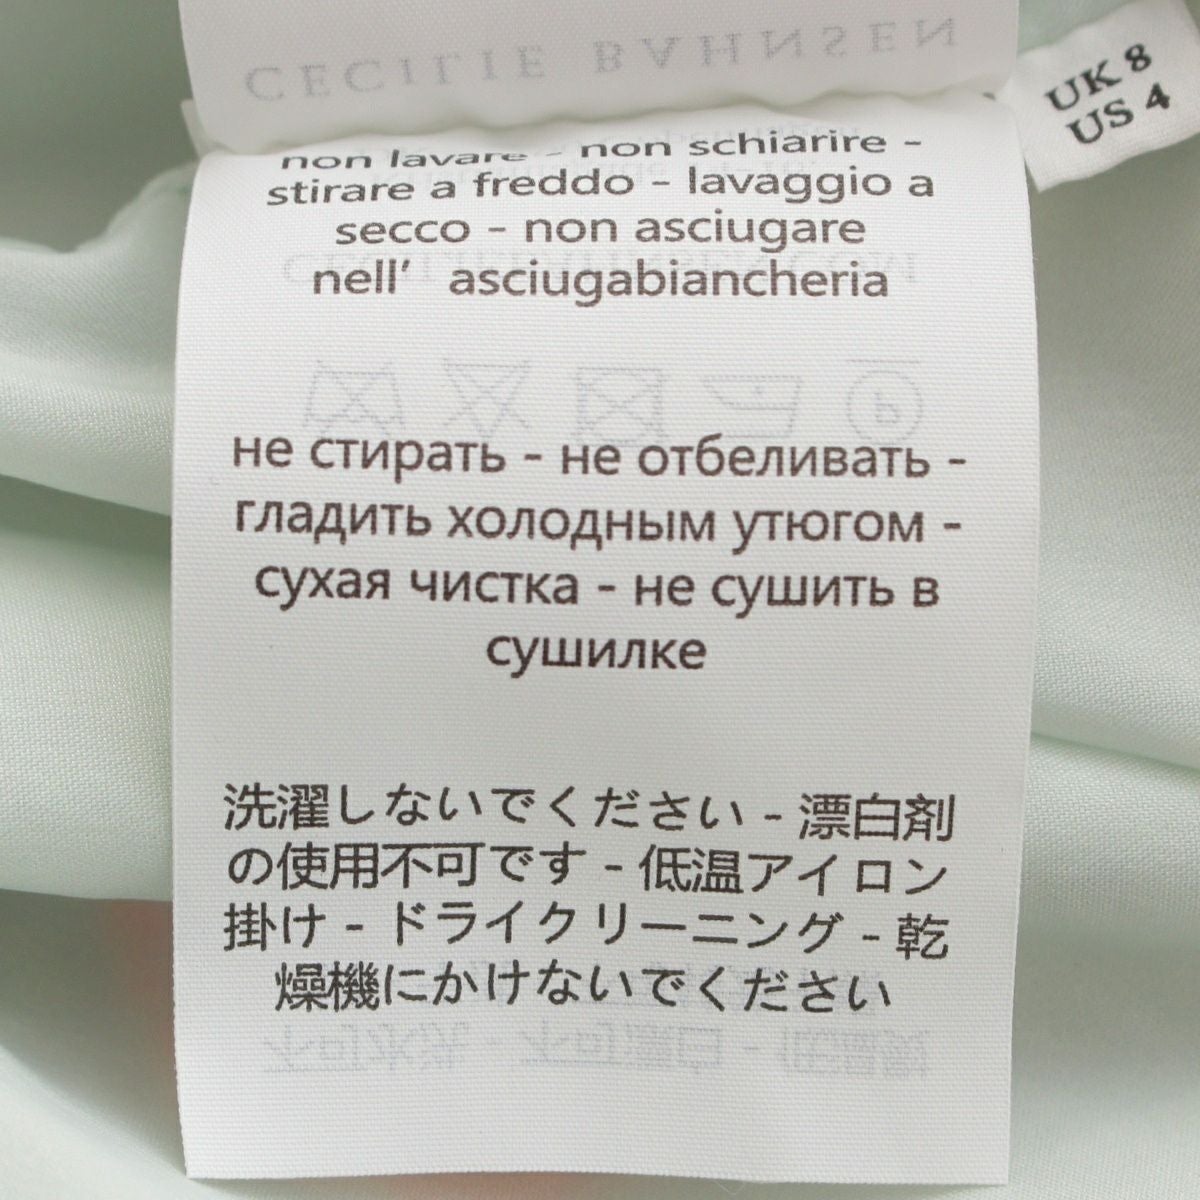 CECILIE BAHNSEN
UK 8
US 4
non lavare - non schiarire -
stirare a freddo - lavaggio a
secco - non asciugare
nell’ asciugabiancheria
не стирать - не отбеливать -
гладить холодным утюгом -
сухая чистка - не сушить в
сушилке
洗濯しないでください - 漂白剤
の使用不可です - 低温アイロン
掛け - ドライクリーニング - 乾
燥機にかけないでください